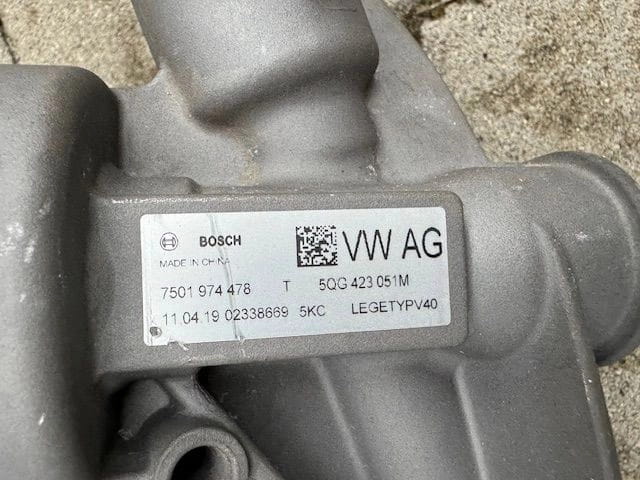 BOSCH
VW AG
MADE IN CHINA
7501 974 478 T 5QG 423 051M
11.04.19 02338669 5KC LEGETYPV40